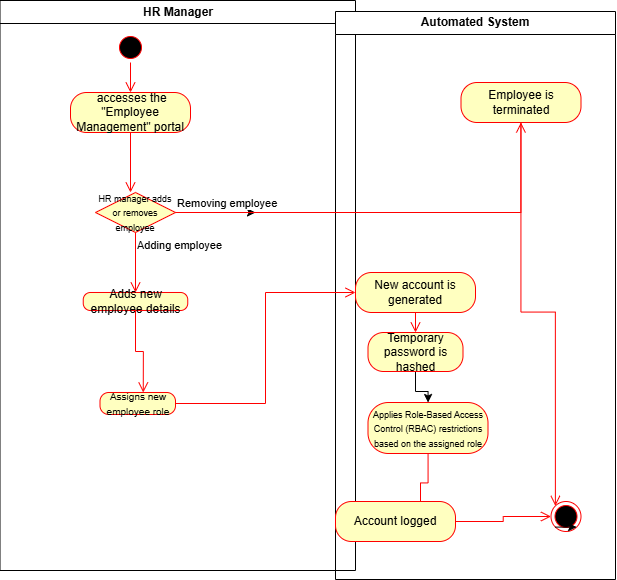 HR Manager
Automated System
accesses the
"Employee
Management" portal
Employee is
terminated
HR manager adds
or removes
employee
Removing employee
Adding employee
Adds new
employee details
New account is
generated
Temporary
password is
hashed
Assigns new
employee role
Applies Role-Based Access
Control (RBAC) restrictions
based on the assigned role
Account logged